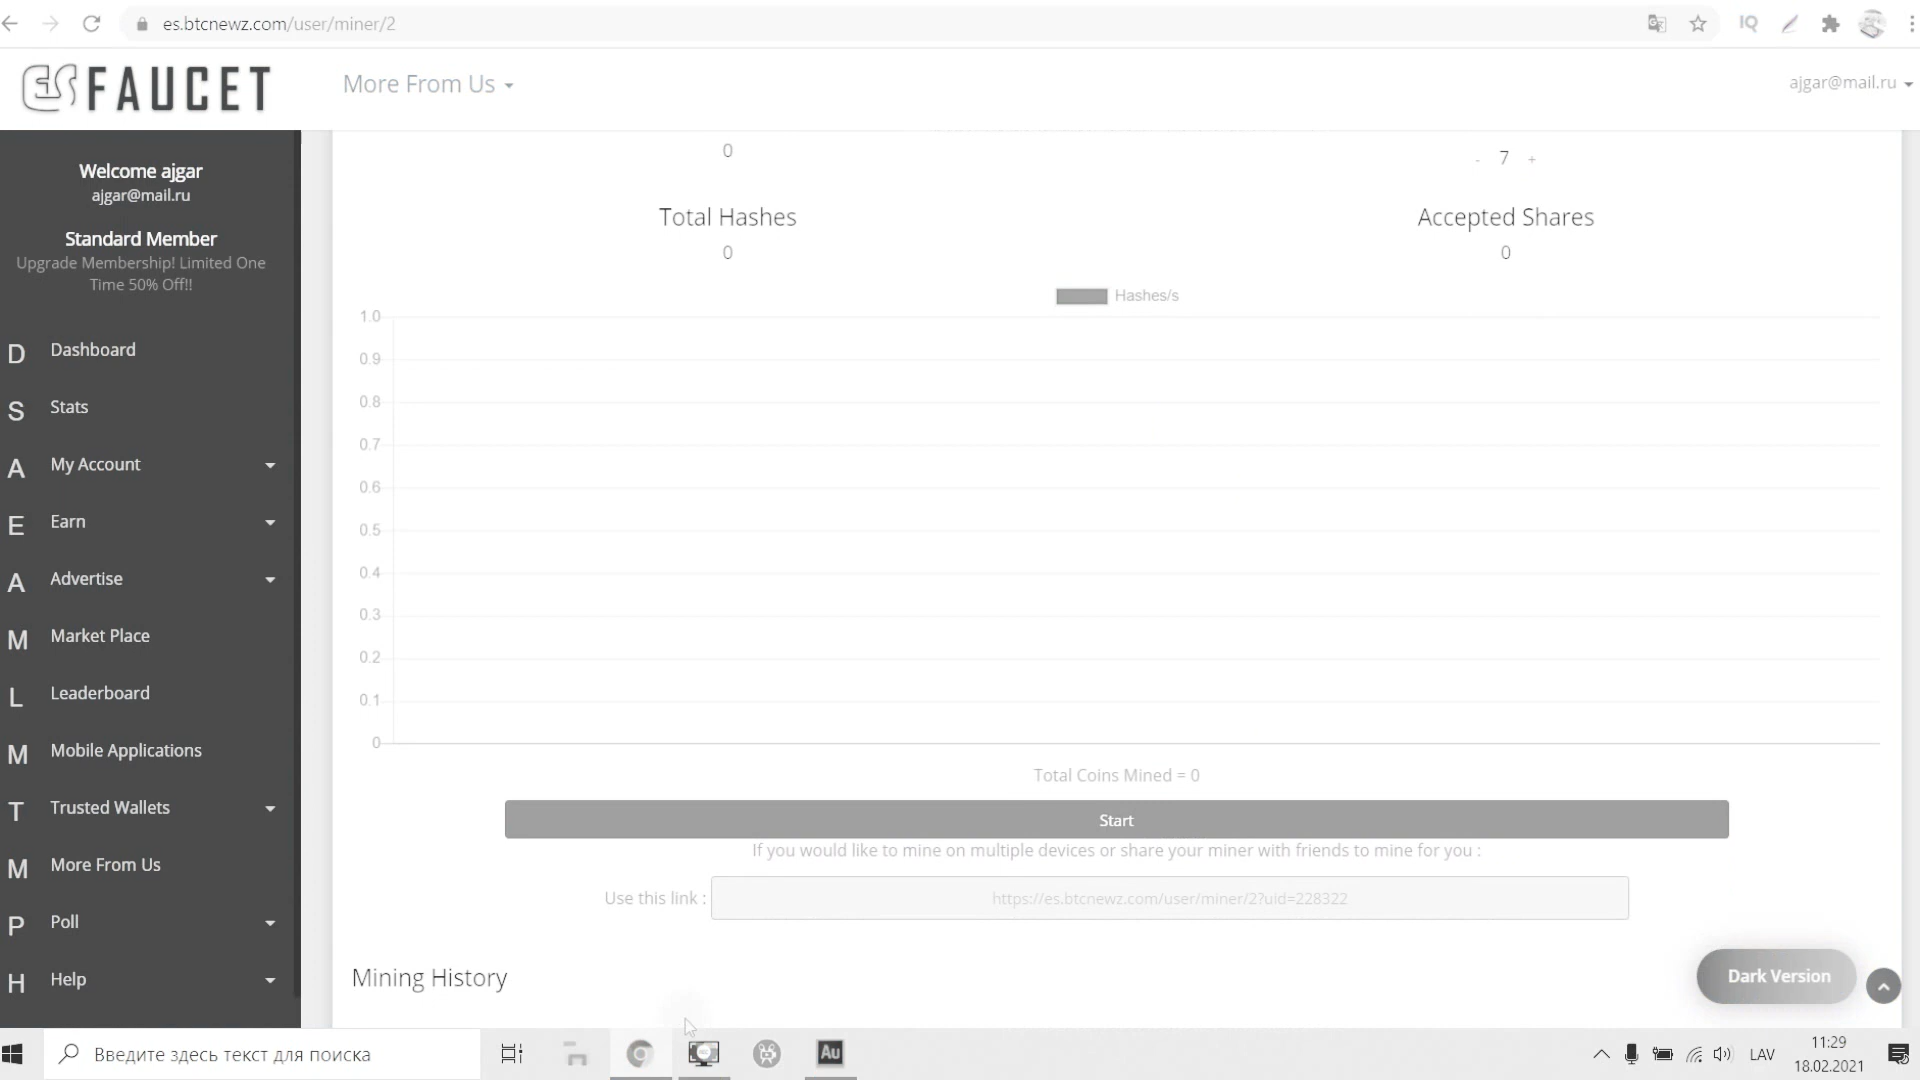 es.btcnewz.com/user/miner/2
IQ
ES FAUCET
More From Us
ajgar@mail.ru
Welcome ajgar
ajgar@mail.ru
Standard Member
Upgrade Membership! Limited One
Time 50% Off!!
D Dashboard
S Stats
A My Account
E Earn
A Advertise
M Market Place
L Leaderboard
M Mobile Applications
T Trusted Wallets
M More From Us
P Poll
H Help
0
- 7 +
Total Hashes
0
Accepted Shares
0
Hashes/s
1.0
0.9
0.8
0.7
0.6
0.5
0.4
0.3
0.2
0.1
0
Total Coins Mined = 0
Start
If you would like to mine on multiple devices or share your miner with friends to mine for you :
Use this link : https://es.btcnewz.com/user/miner/2?uid=228322
Mining History
Dark Version
Введите здесь текст для поиска
Au
LAV
11:29
18.02.2021